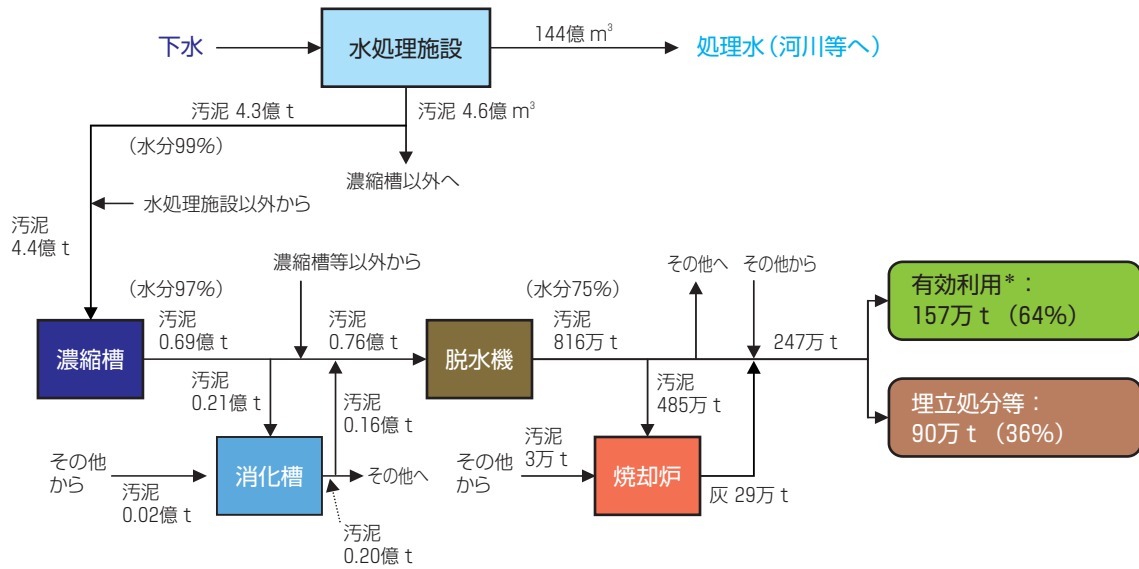 下水
水処理施設
144億 m³
処理水（河川等へ）
汚泥 4.3億 t
汚泥 4.6億 m³
（水分99%）
濃縮槽以外へ
水処理施設以外から
汚泥
4.4億 t
濃縮槽等以外から
その他へ
その他から
（水分97%）
（水分75%）
有効利用*：
157万 t （64%）
濃縮槽
汚泥
0.69億 t
汚泥
0.76億 t
脱水機
汚泥
816万 t
247万 t
汚泥
0.21億 t
汚泥
0.16億 t
汚泥
485万 t
埋立処分等：
90万 t （36%）
その他
から
汚泥
0.02億 t
消化槽
その他へ
汚泥
0.20億 t
その他
から
汚泥
3万 t
焼却炉
灰 29万 t